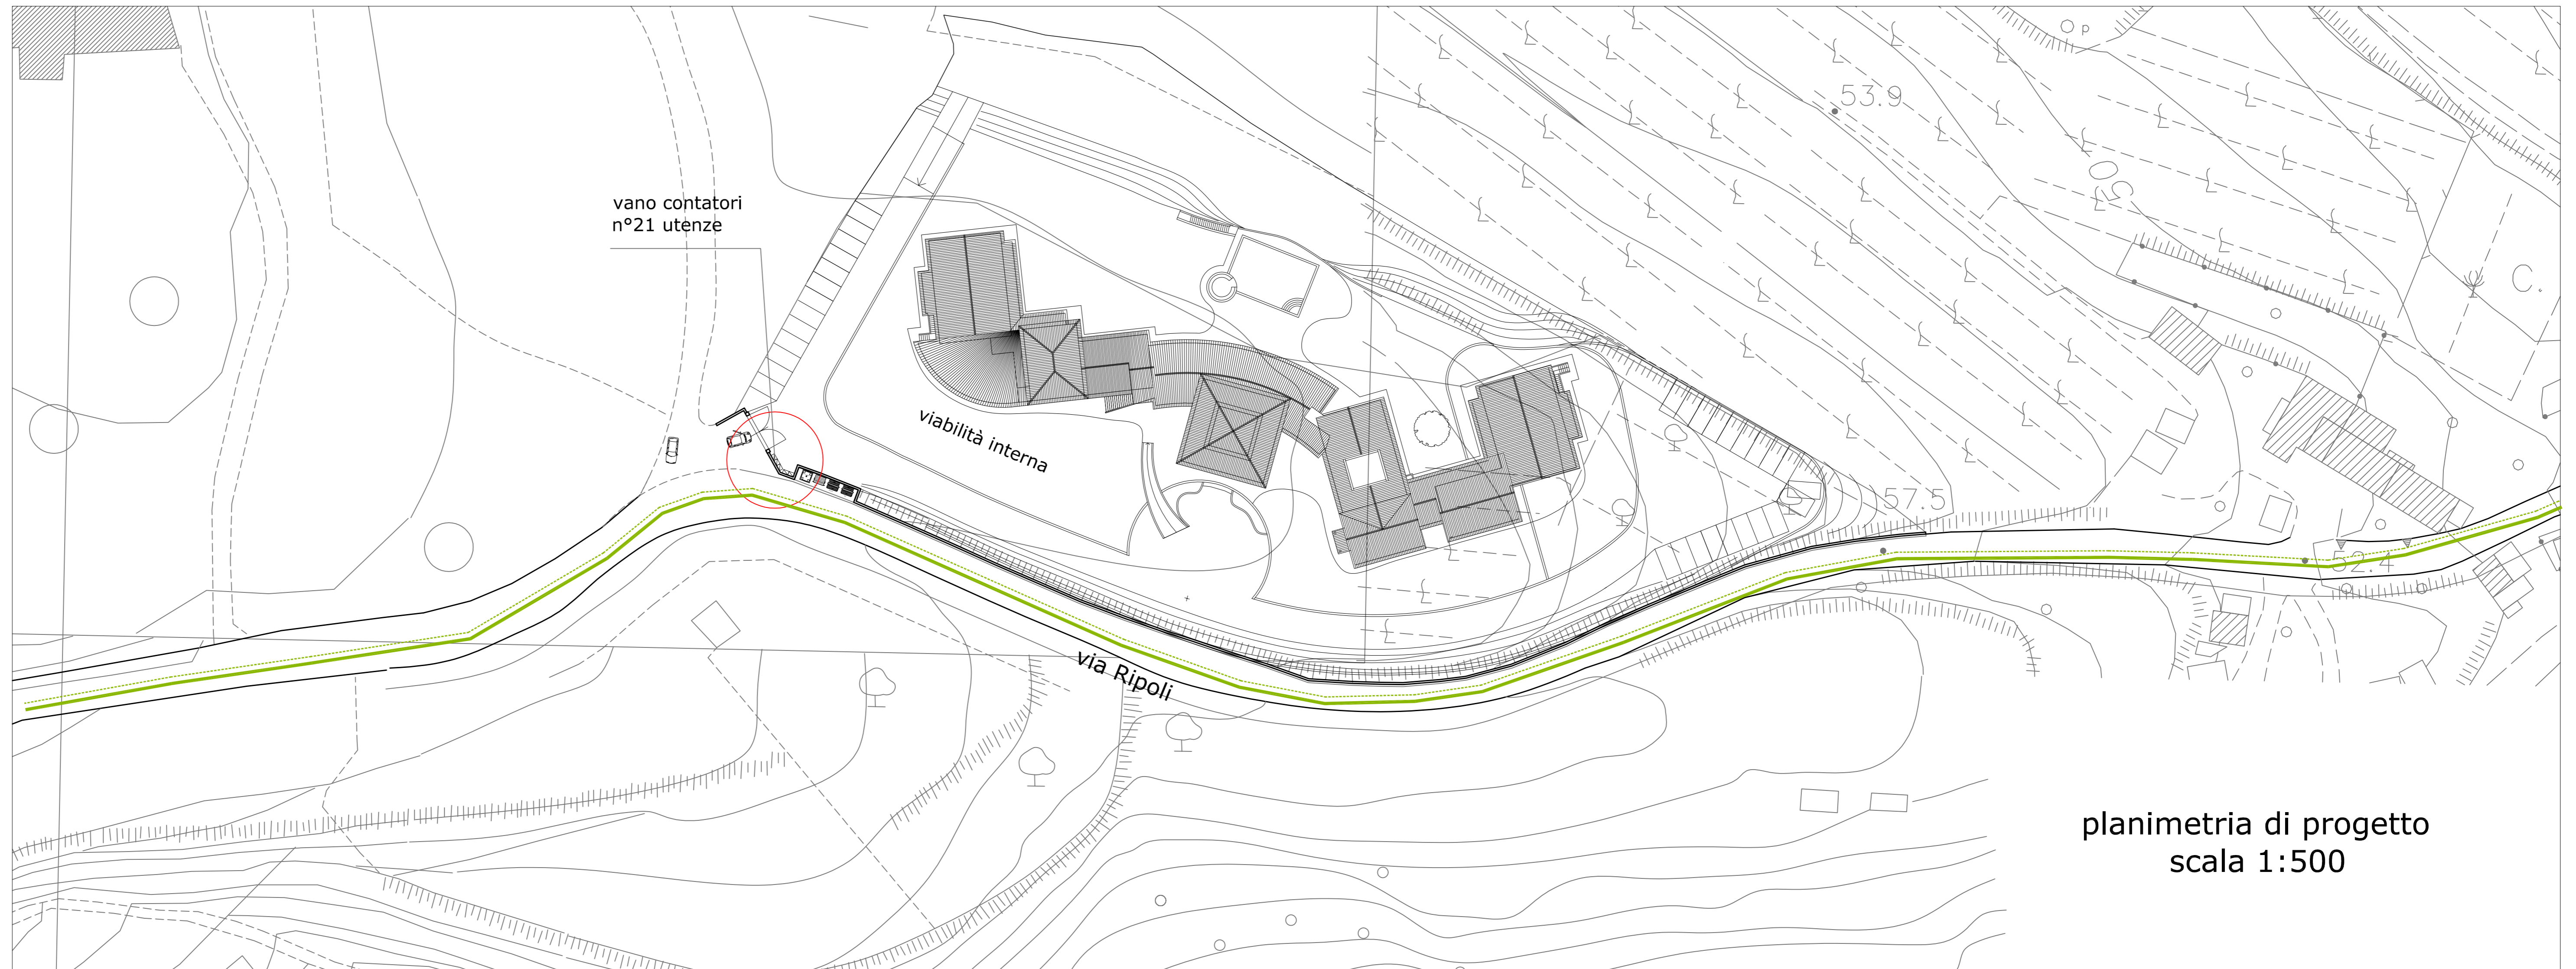 p
53.9
50
vano contatori
n°21 utenze
C.
viabilità interna
57.5
52.4
via Ripoli
planimetria di progetto
scala 1:500